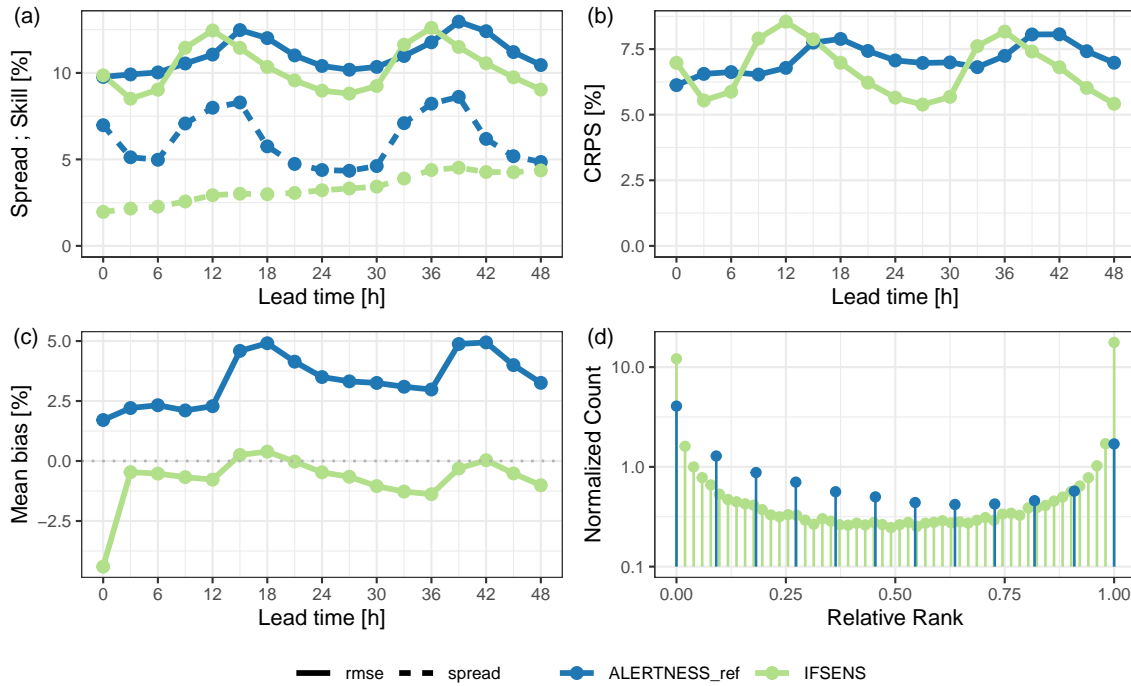 (a)
Spread ; Skill [%]
10
5
0
0 6 12 18 24 30 36 42 48
Lead time [h]
(b)
CRPS [%]
7.5
5.0
2.5
0.0
0 6 12 18 24 30 36 42 48
Lead time [h]
(c)
Mean bias [%]
5.0
2.5
0.0
−2.5
0 6 12 18 24 30 36 42 48
Lead time [h]
(d)
Normalized Count
10.0
1.0
0.1
0.00 0.25 0.50 0.75 1.00
Relative Rank
rmse spread ALERTNESS_ref IFSENS